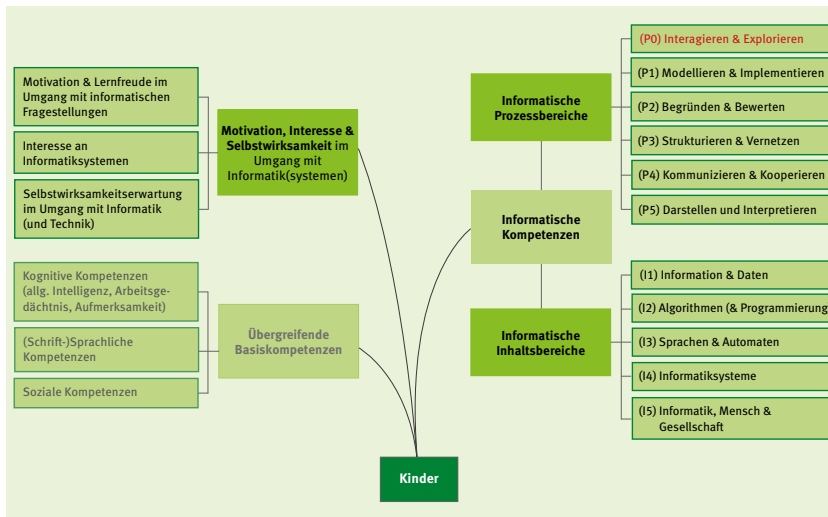 Motivation & Lernfreude im
Umgang mit informatischen
Fragestellungen
Interesse an
Informatiksystemen
Selbstwirksamkeitserwartung
im Umgang mit Informatik
(und Technik)
Motivation, Interesse &
Selbstwirksamkeit im
Umgang mit
Informatik(systemen)
Kognitive Kompetenzen
(allg. Intelligenz, Arbeitsge-
dächtnis, Aufmerksamkeit)
(Schrift-)Sprachliche
Kompetenzen
Soziale Kompetenzen
Übergreifende
Basiskompetenzen
Informatische
Prozessbereiche
(P0) Interagieren & Explorieren
(P1) Modellieren & Implementieren
(P2) Begründen & Bewerten
(P3) Strukturieren & Vernetzen
(P4) Kommunizieren & Kooperieren
(P5) Darstellen und Interpretieren
Informatische
Kompetenzen
Informatische
Inhaltsbereiche
(I1) Information & Daten
(I2) Algorithmen (& Programmierung
(I3) Sprachen & Automaten
(I4) Informatiksysteme
(I5) Informatik, Mensch &
Gesellschaft
Kinder